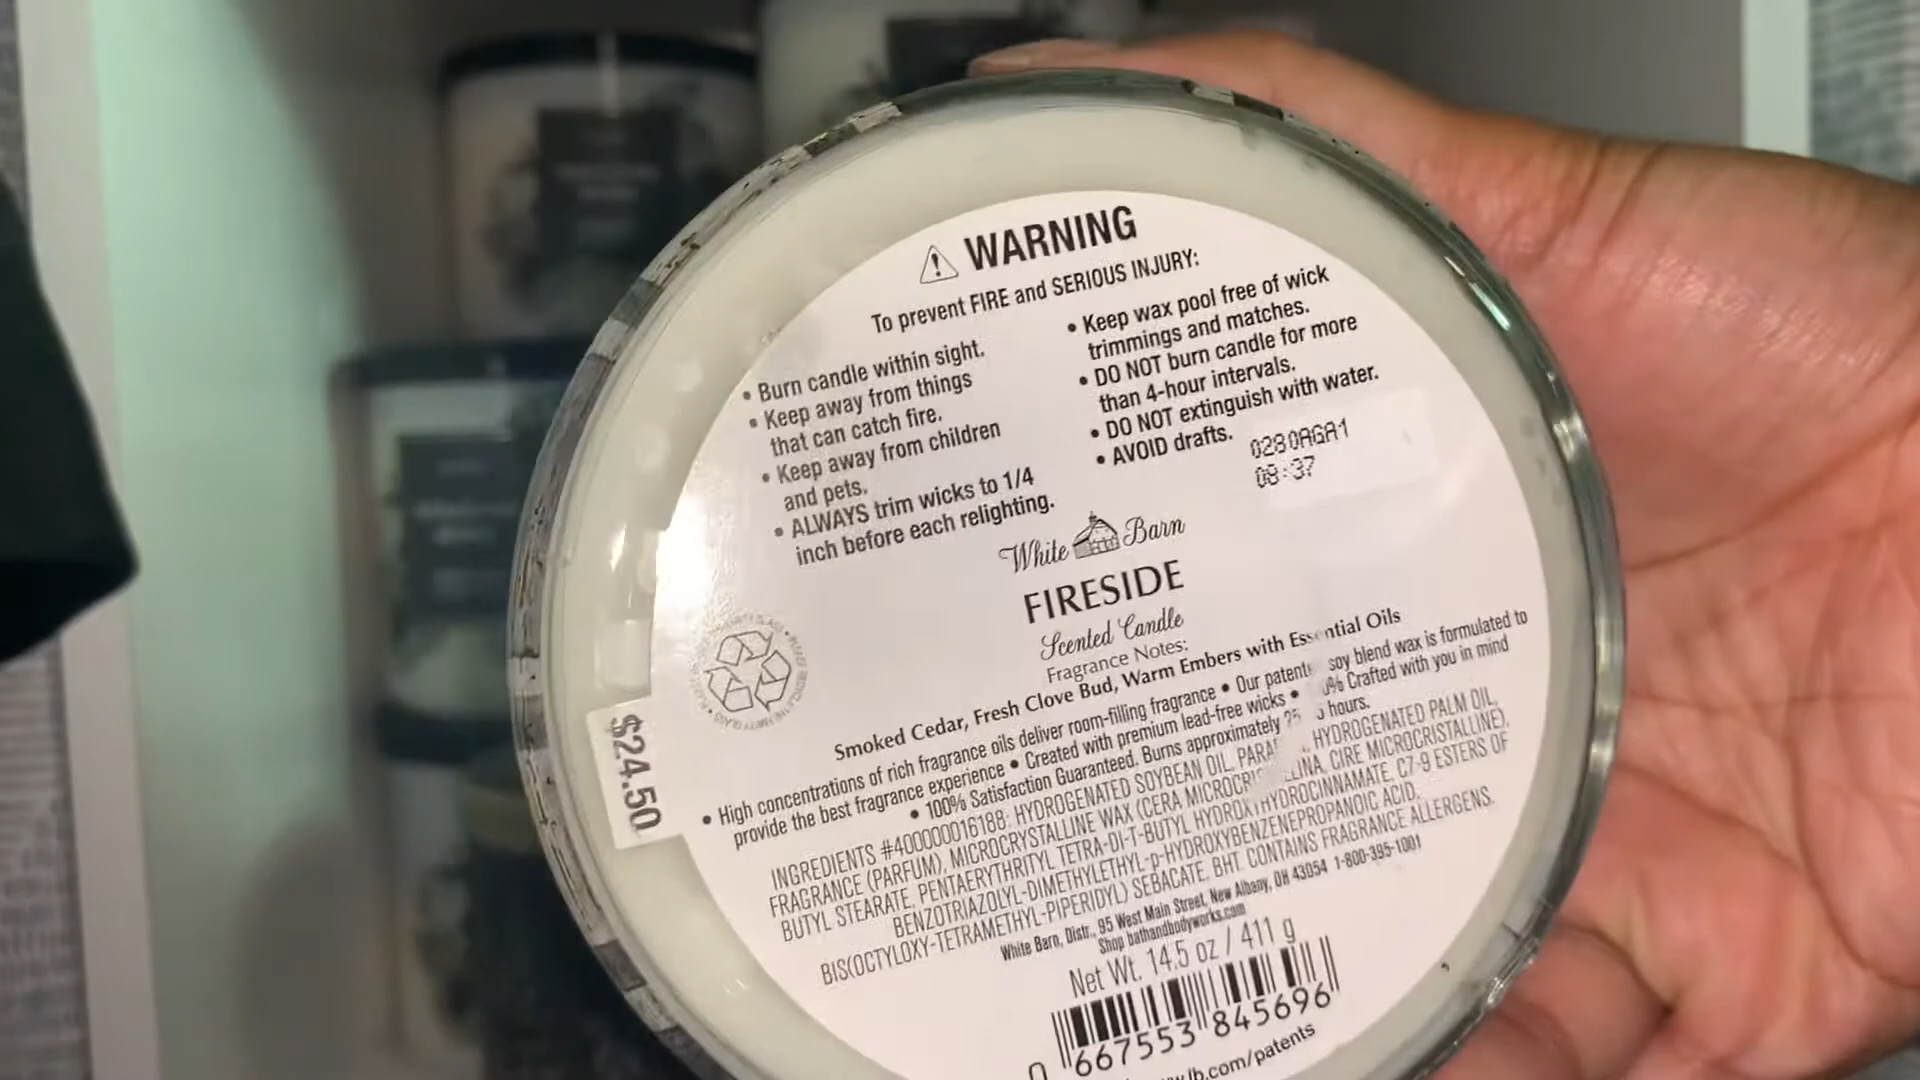 WARNING
To prevent FIRE and SERIOUS INJURY:
• Burn candle within sight.
• Keep away from things
that can catch fire.
• Keep away from children
and pets.
• ALWAYS trim wicks to 1/4
inch before each relighting.
• Keep wax pool free of wick
trimmings and matches.
• DO NOT burn candle for more
than 4-hour intervals.
• DO NOT extinguish with water.
• AVOID drafts.
0280AGA1
08:37
White Barn
FIRESIDE
Scented Candle
Fragrance Notes:
Smoked Cedar, Fresh Clove Bud, Warm Embers with Essential Oils
• High concentrations of rich fragrance oils deliver room-filling fragrance • Our soy blend wax is formulated to
provide the best fragrance experience • Created with premium lead-free wicks • Crafted with you in mind
• 100% Satisfaction Guaranteed. Burns approximately hours.
INGREDIENTS #400000016188: HYDROGENATED SOYBEAN OIL, HYDROGENATED PALM OIL,
FRAGRANCE (PARFUM), MICROCRYSTALLINE WAX (CERA CIRE MICROCRISTALLINE),
BUTYL STEARATE, PENTAERYTHRITYL TETRA-DI-T-BUTYL HYDROXYHYDROCINNAMATE, C7-9 ESTERS OF
BENZOTRIAZOLYL-DIMETHYLETHYL-p-HYDROXYBENZENEPROPANOIC ACID,
BIS(OCTYLOXY-TETRAMETHYL-PIPERIDYL) SEBACATE, BHT. CONTAINS FRAGRANCE ALLERGENS.
White Barn, Distr., 95 West Main Street, New Albany, OH 43054 1-800-395-1001
Shop bathandbodyworks.com
Net Wt. 14.5 oz / 411 g
0 667553 845696
lb.com/patents
$24.50